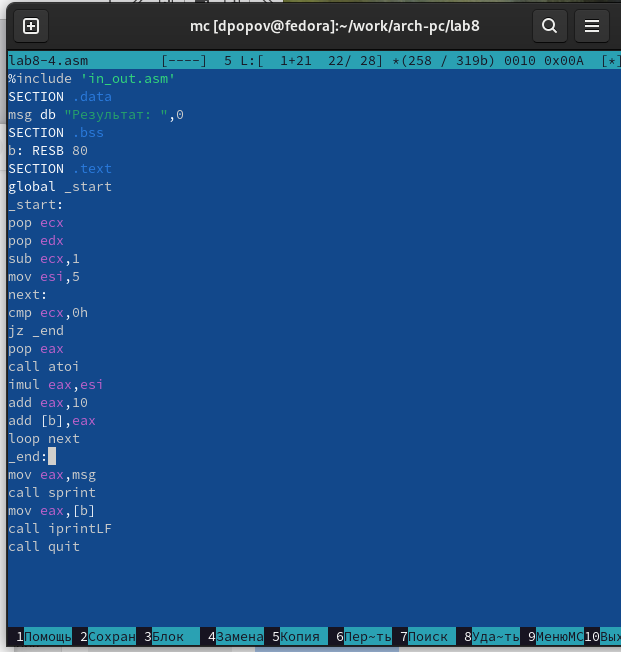 mc [dpopov@fedora]:~/work/arch-pc/lab8
lab8-4.asm [----] 5 L:[ 1+21 22/ 28] *(258 / 319b) 0010 0x00A [*]
%include 'in_out.asm'
SECTION .data
msg db "Результат: ",0
SECTION .bss
b: RESB 80
SECTION .text
global _start
_start:
pop ecx
pop edx
sub ecx,1
mov esi,5
next:
cmp ecx,0h
jz _end
pop eax
call atoi
imul eax,esi
add eax,10
add [b],eax
loop next
_end:
mov eax,msg
call sprint
mov eax,[b]
call iprintLF
call quit
1Помощь 2Сохран 3Блок 4Замена 5Копия 6Пер~ть 7Поиск 8Уда~ть 9МенюMC 10Вых